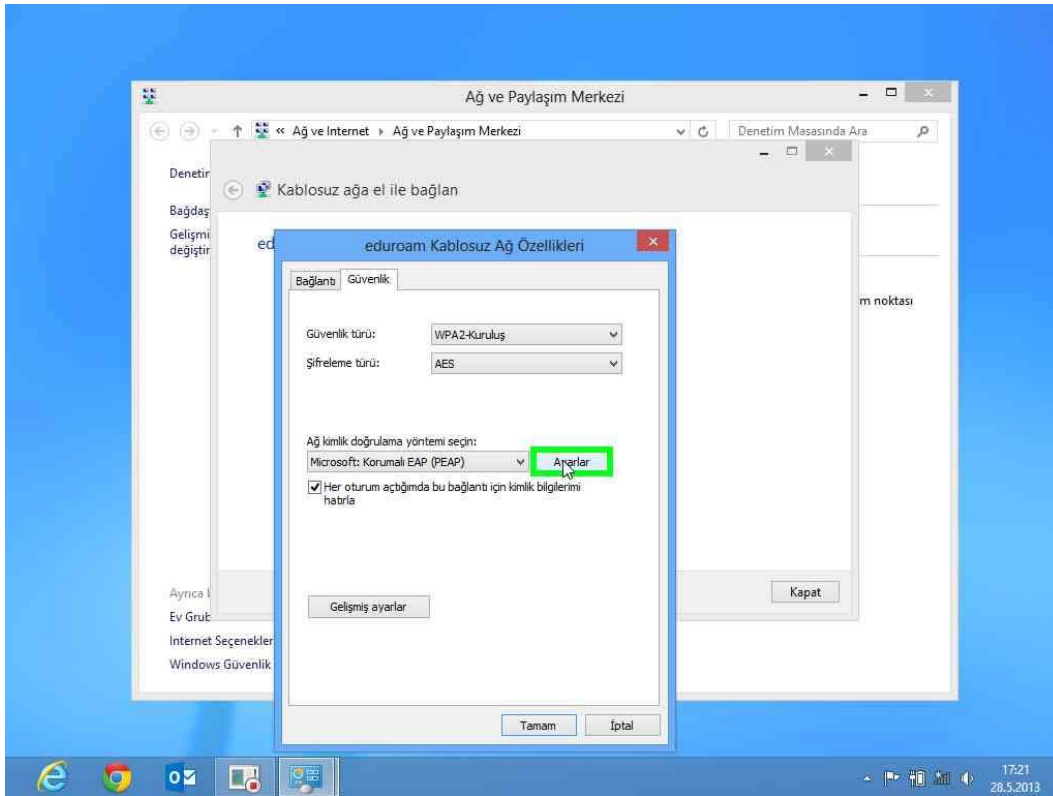 Ağ ve Paylaşım Merkezi
« Ağ ve Internet ▸ Ağ ve Paylaşım Merkezi
Denetim Masasında Ara
Denetim
Kablosuz ağa el ile bağlan
Bağdaş
Gelişmi
değiştir
ed
eduroam Kablosuz Ağ Özellikleri
Bağlantı
Güvenlik
m noktası
Güvenlik türü:
WPA2-Kuruluş
Şifreleme türü:
AES
Ağ kimlik doğrulama yöntemi seçin:
Microsoft: Korumalı EAP (PEAP)
Ayarlar
Her oturum açtığımda bu bağlantı için kimlik bilgilerimi
hatırla
Ayrıca
Kapat
Gelişmiş ayarlar
Ev Grub
Internet Seçenekler
Windows Güvenlik
Tamam
İptal
17:21
28.5.2013